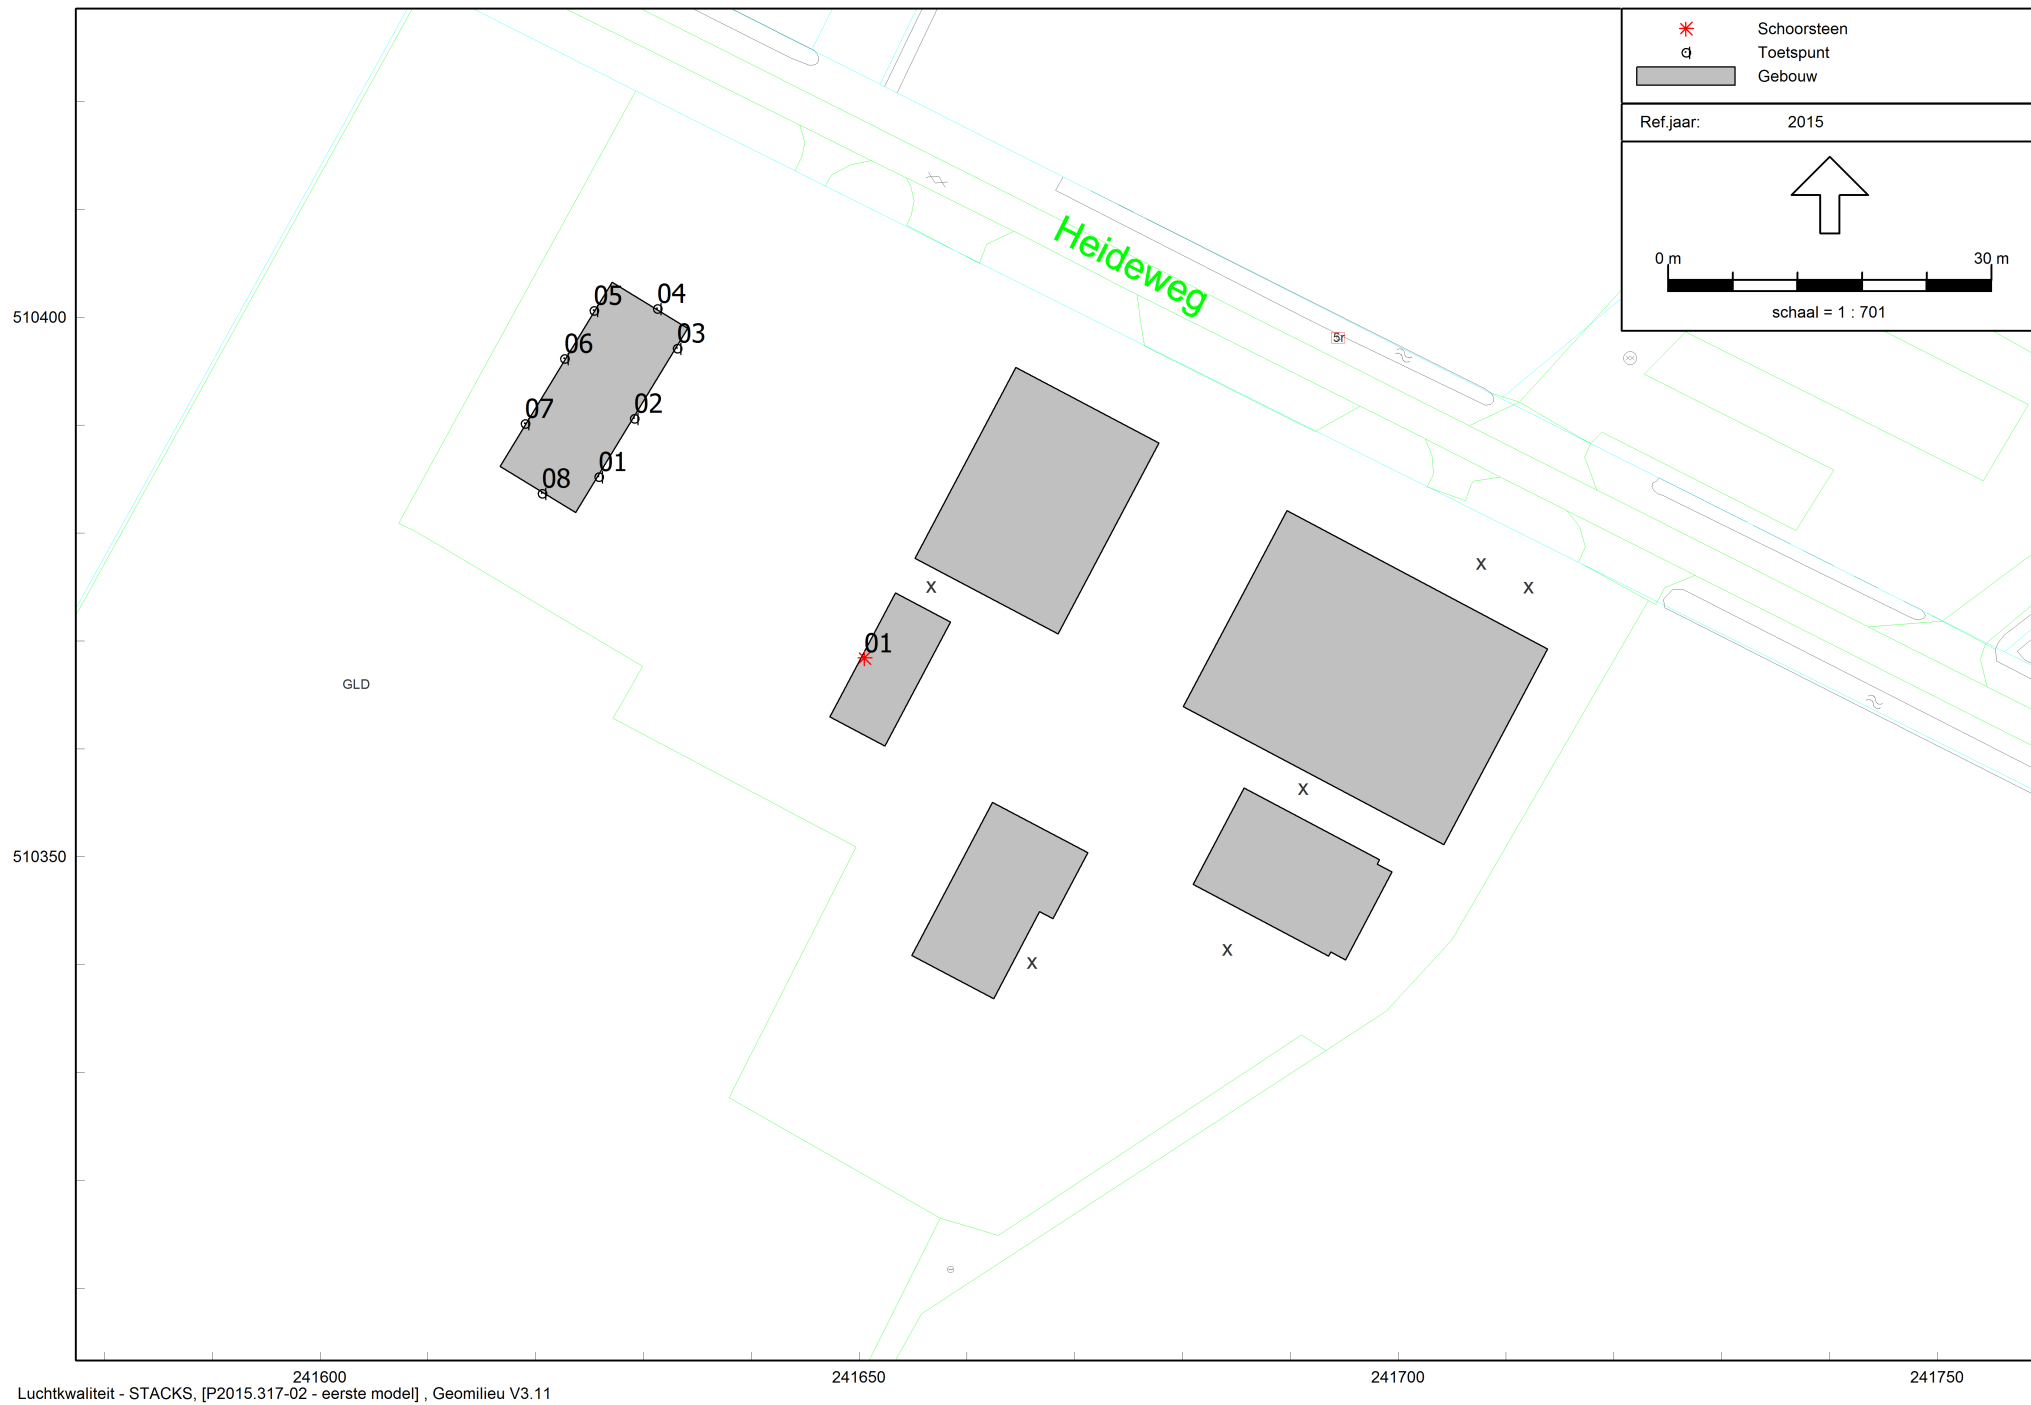 Schoorsteen
Toetspunt
Gebouw
Ref.jaar: 2015
0 m 30 m
schaal = 1 : 701
Heideweg
5r
510400
510350
05
04
03
06
02
07
01
08
01
x
x
x
x
x
x
GLD
241600 241650 241700 241750
Luchtkwaliteit - STACKS, [P2015.317-02 - eerste model] , Geomilieu V3.11